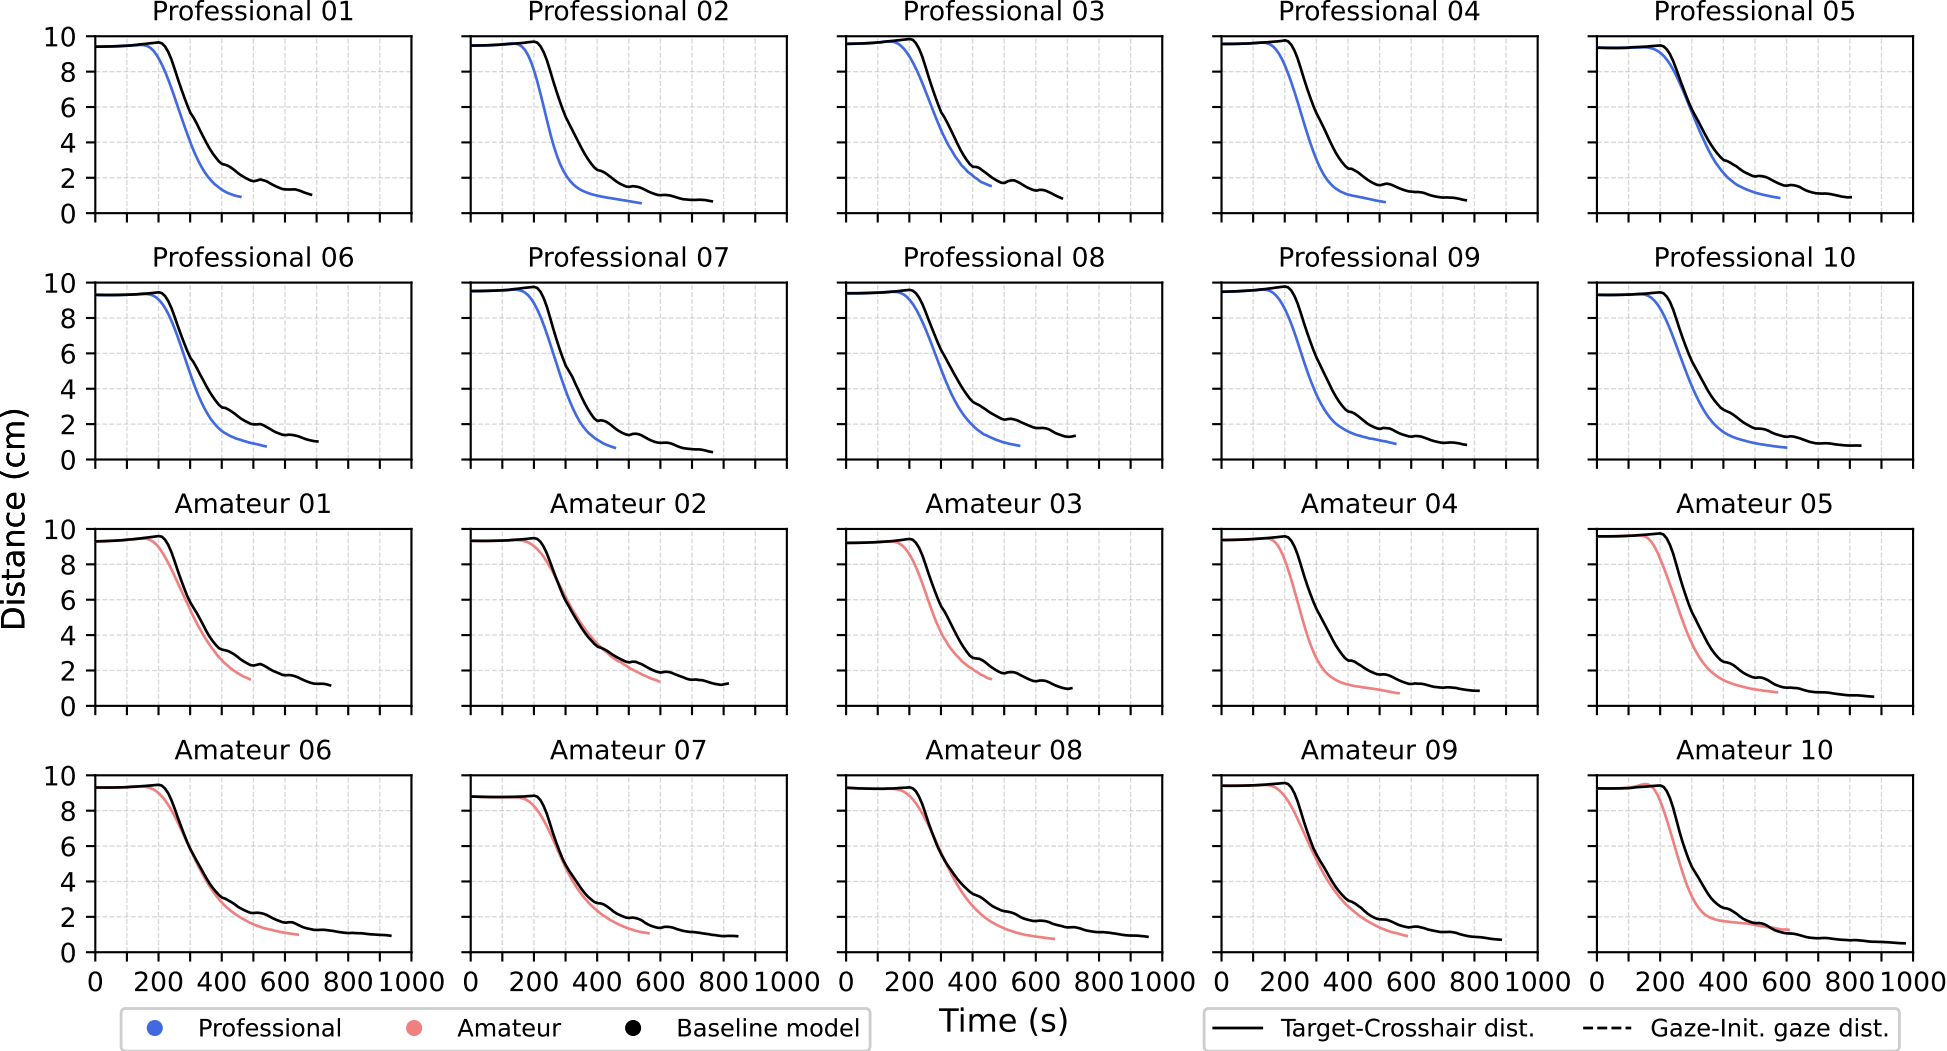 Professional 01 Professional 02 Professional 03 Professional 04 Professional 05
10
8
6
4
2
0
Professional 06 Professional 07 Professional 08 Professional 09 Professional 10
10
8
6
4
2
0
Distance (cm)
Amateur 01 Amateur 02 Amateur 03 Amateur 04 Amateur 05
10
8
6
4
2
0
Amateur 06 Amateur 07 Amateur 08 Amateur 09 Amateur 10
10
8
6
4
2
0
0 200 400 600 800 1000 0 200 400 600 800 1000 0 200 400 600 800 1000 0 200 400 600 800 1000 0 200 400 600 800 1000
Time (s)
Professional Amateur Baseline model
Target-Crosshair dist. Gaze-Init. gaze dist.